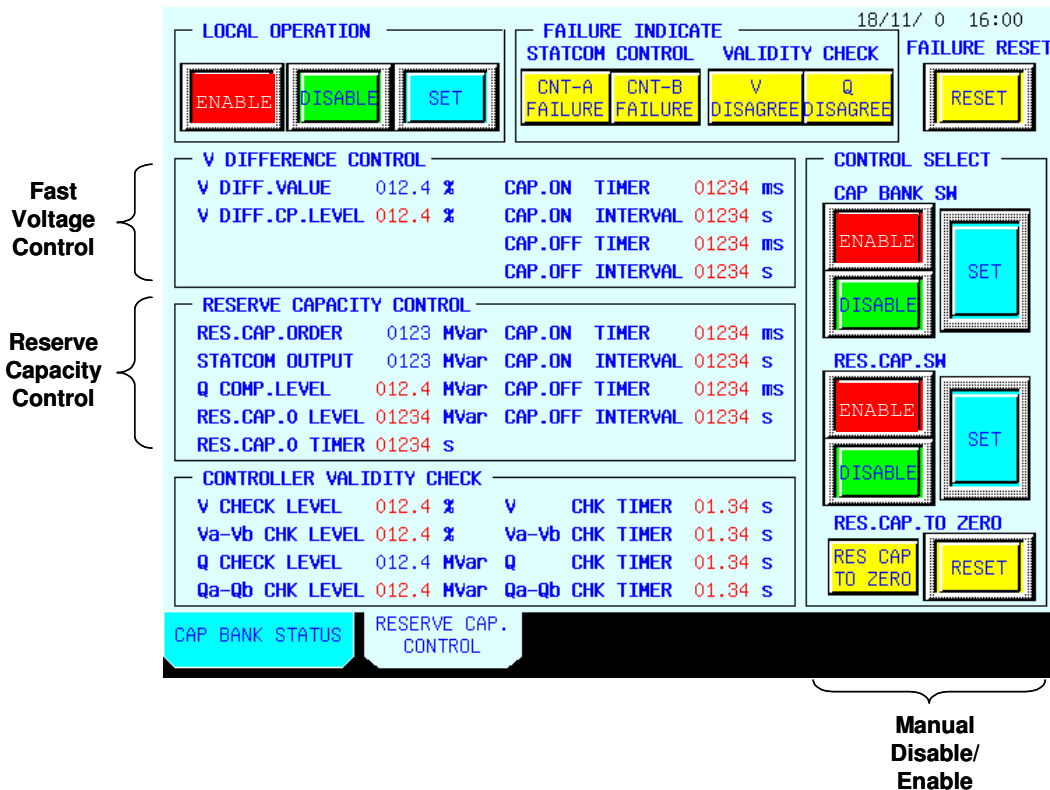 18/11/ 0 16:00
LOCAL OPERATION
ENABLE
DISABLE
SET
FAILURE INDICATE
STATCOM CONTROL VALIDITY CHECK
CNT-A FAILURE
CNT-B FAILURE
V DISAGREE
Q DISAGREE
FAILURE RESET
RESET
Fast
Voltage
Control
V DIFFERENCE CONTROL
V DIFF.VALUE 012.4 % CAP.ON TIMER 01234 ms
V DIFF.CP.LEVEL 012.4 % CAP.ON INTERVAL 01234 s
CAP.OFF TIMER 01234 ms
CAP.OFF INTERVAL 01234 s
Reserve
Capacity
Control
RESERVE CAPACITY CONTROL
RES.CAP.ORDER 0123 MVar CAP.ON TIMER 01234 ms
STATCOM OUTPUT 0123 MVar CAP.ON INTERVAL 01234 s
Q COMP.LEVEL 012.4 MVar CAP.OFF TIMER 01234 ms
RES.CAP.O LEVEL 01234 MVar CAP.OFF INTERVAL 01234 s
RES.CAP.O TIMER 01234 s
CONTROLLER VALIDITY CHECK
V CHECK LEVEL 012.4 % V CHK TIMER 01.34 s
Va-Vb CHK LEVEL 012.4 % Va-Vb CHK TIMER 01.34 s
Q CHECK LEVEL 012.4 MVar Q CHK TIMER 01.34 s
Qa-Qb CHK LEVEL 012.4 MVar Qa-Qb CHK TIMER 01.34 s
CONTROL SELECT
CAP BANK SW
ENABLE
SET
DISABLE
RES.CAP.SW
ENABLE
SET
DISABLE
RES.CAP.TO ZERO
RES CAP
TO ZERO
RESET
CAP BANK STATUS
RESERVE CAP.
CONTROL
Manual
Disable/
Enable